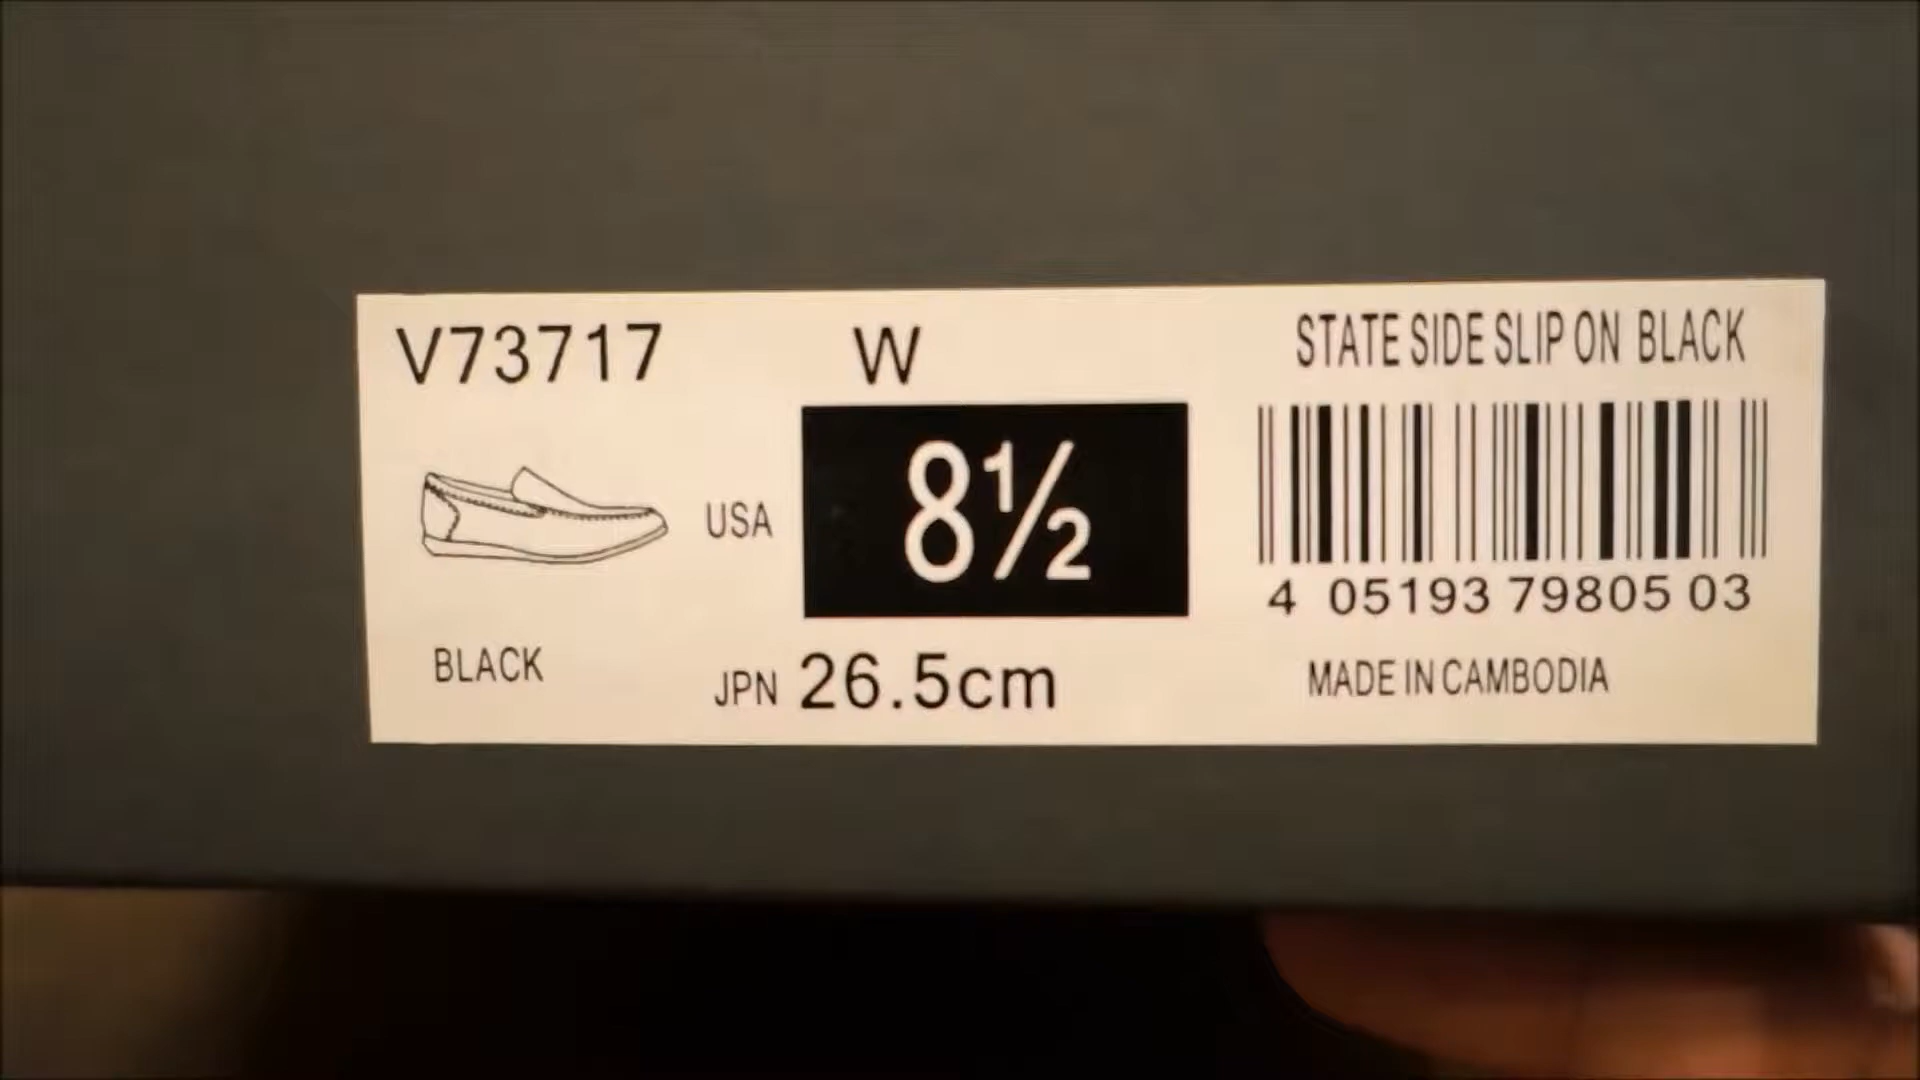 V73717
W
STATE SIDE SLIP ON BLACK
USA
8½
4 05193 79805 03
BLACK
JPN 26.5cm
MADE IN CAMBODIA